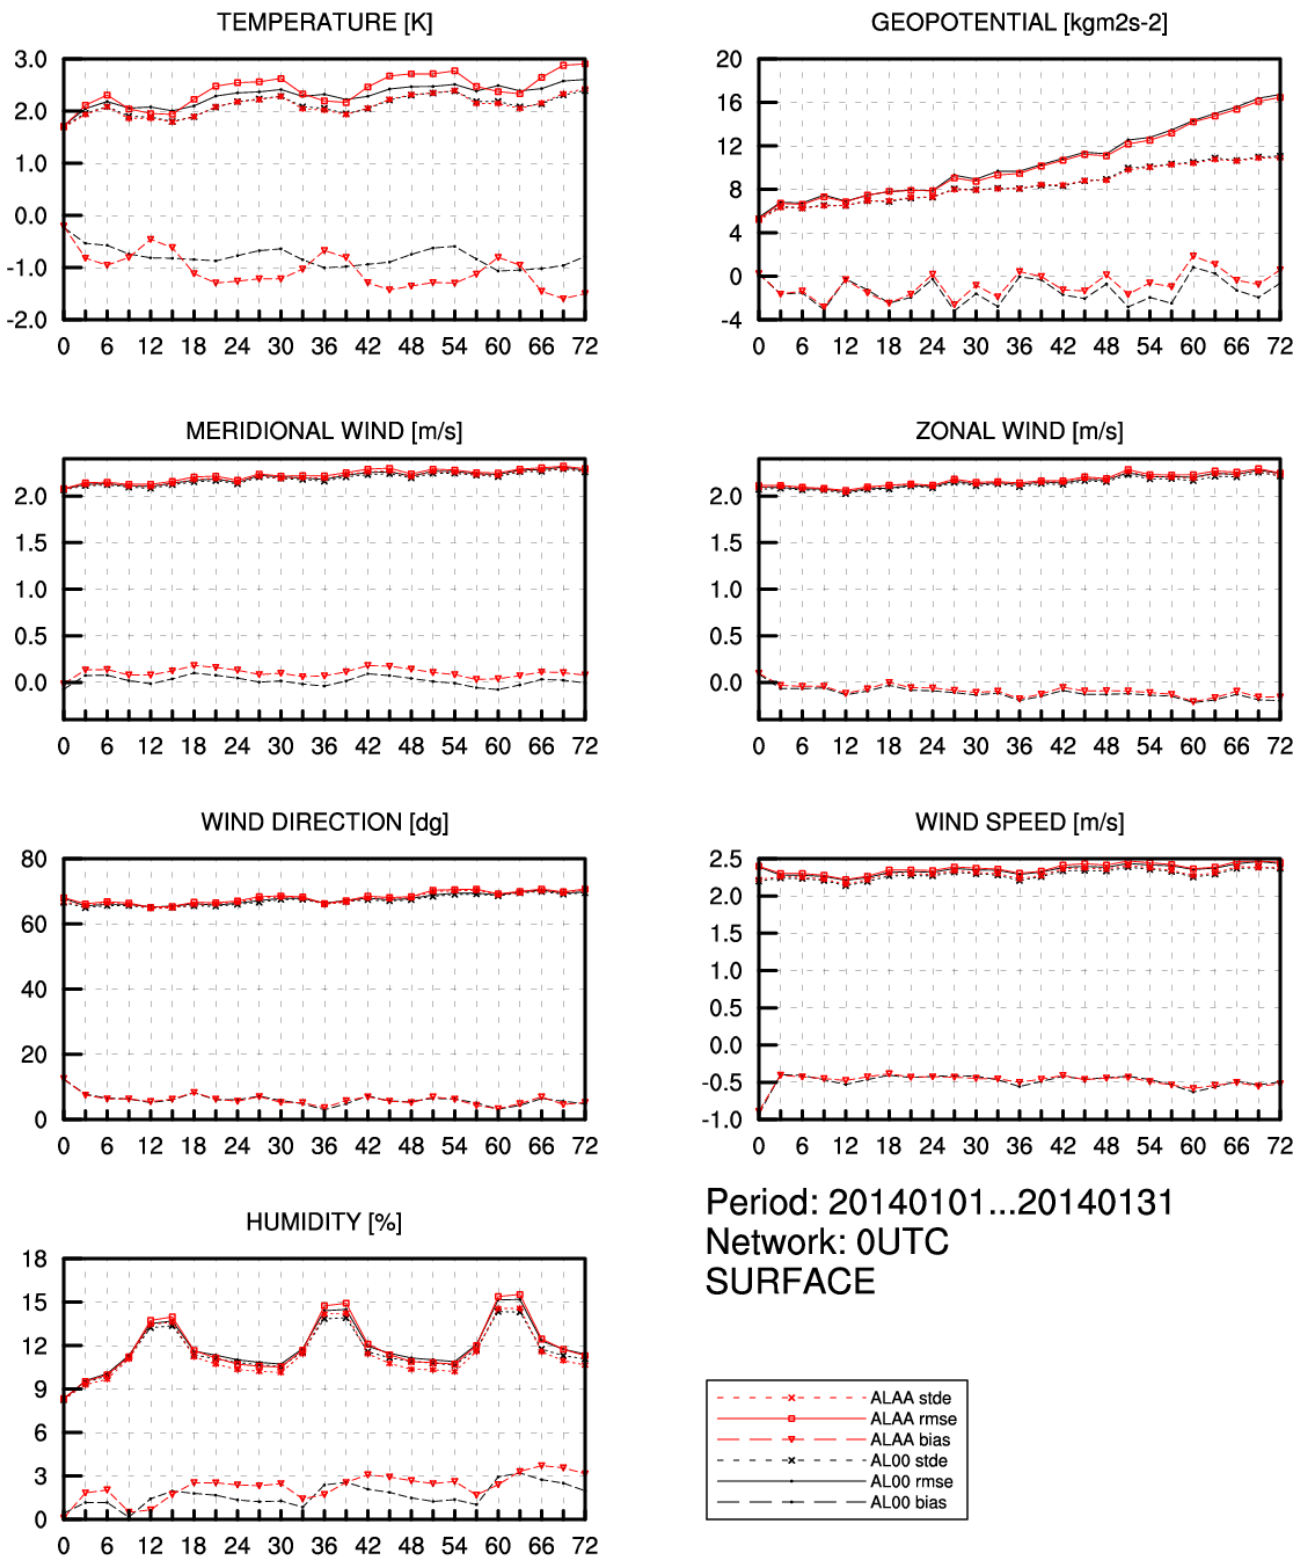 TEMPERATURE [K]
3.0
2.0
1.0
0.0
-1.0
-2.0
0 6 12 18 24 30 36 42 48 54 60 66 72
GEOPOTENTIAL [kgm2s-2]
20
16
12
8
4
0
-4
0 6 12 18 24 30 36 42 48 54 60 66 72
MERIDIONAL WIND [m/s]
2.0
1.5
1.0
0.5
0.0
0 6 12 18 24 30 36 42 48 54 60 66 72
ZONAL WIND [m/s]
2.0
1.5
1.0
0.5
0.0
0 6 12 18 24 30 36 42 48 54 60 66 72
WIND DIRECTION [dg]
80
60
40
20
0
0 6 12 18 24 30 36 42 48 54 60 66 72
WIND SPEED [m/s]
2.5
2.0
1.5
1.0
0.0
-0.5
-1.0
0 6 12 18 24 30 36 42 48 54 60 66 72
HUMIDITY [%]
18
15
12
9
6
3
0
0 6 12 18 24 30 36 42 48 54 60 66 72
Period: 20140101...20140131
Network: 0UTC
SURFACE
ALAA stde
ALAA rmse
ALAA bias
AL00 stde
AL00 rmse
AL00 bias